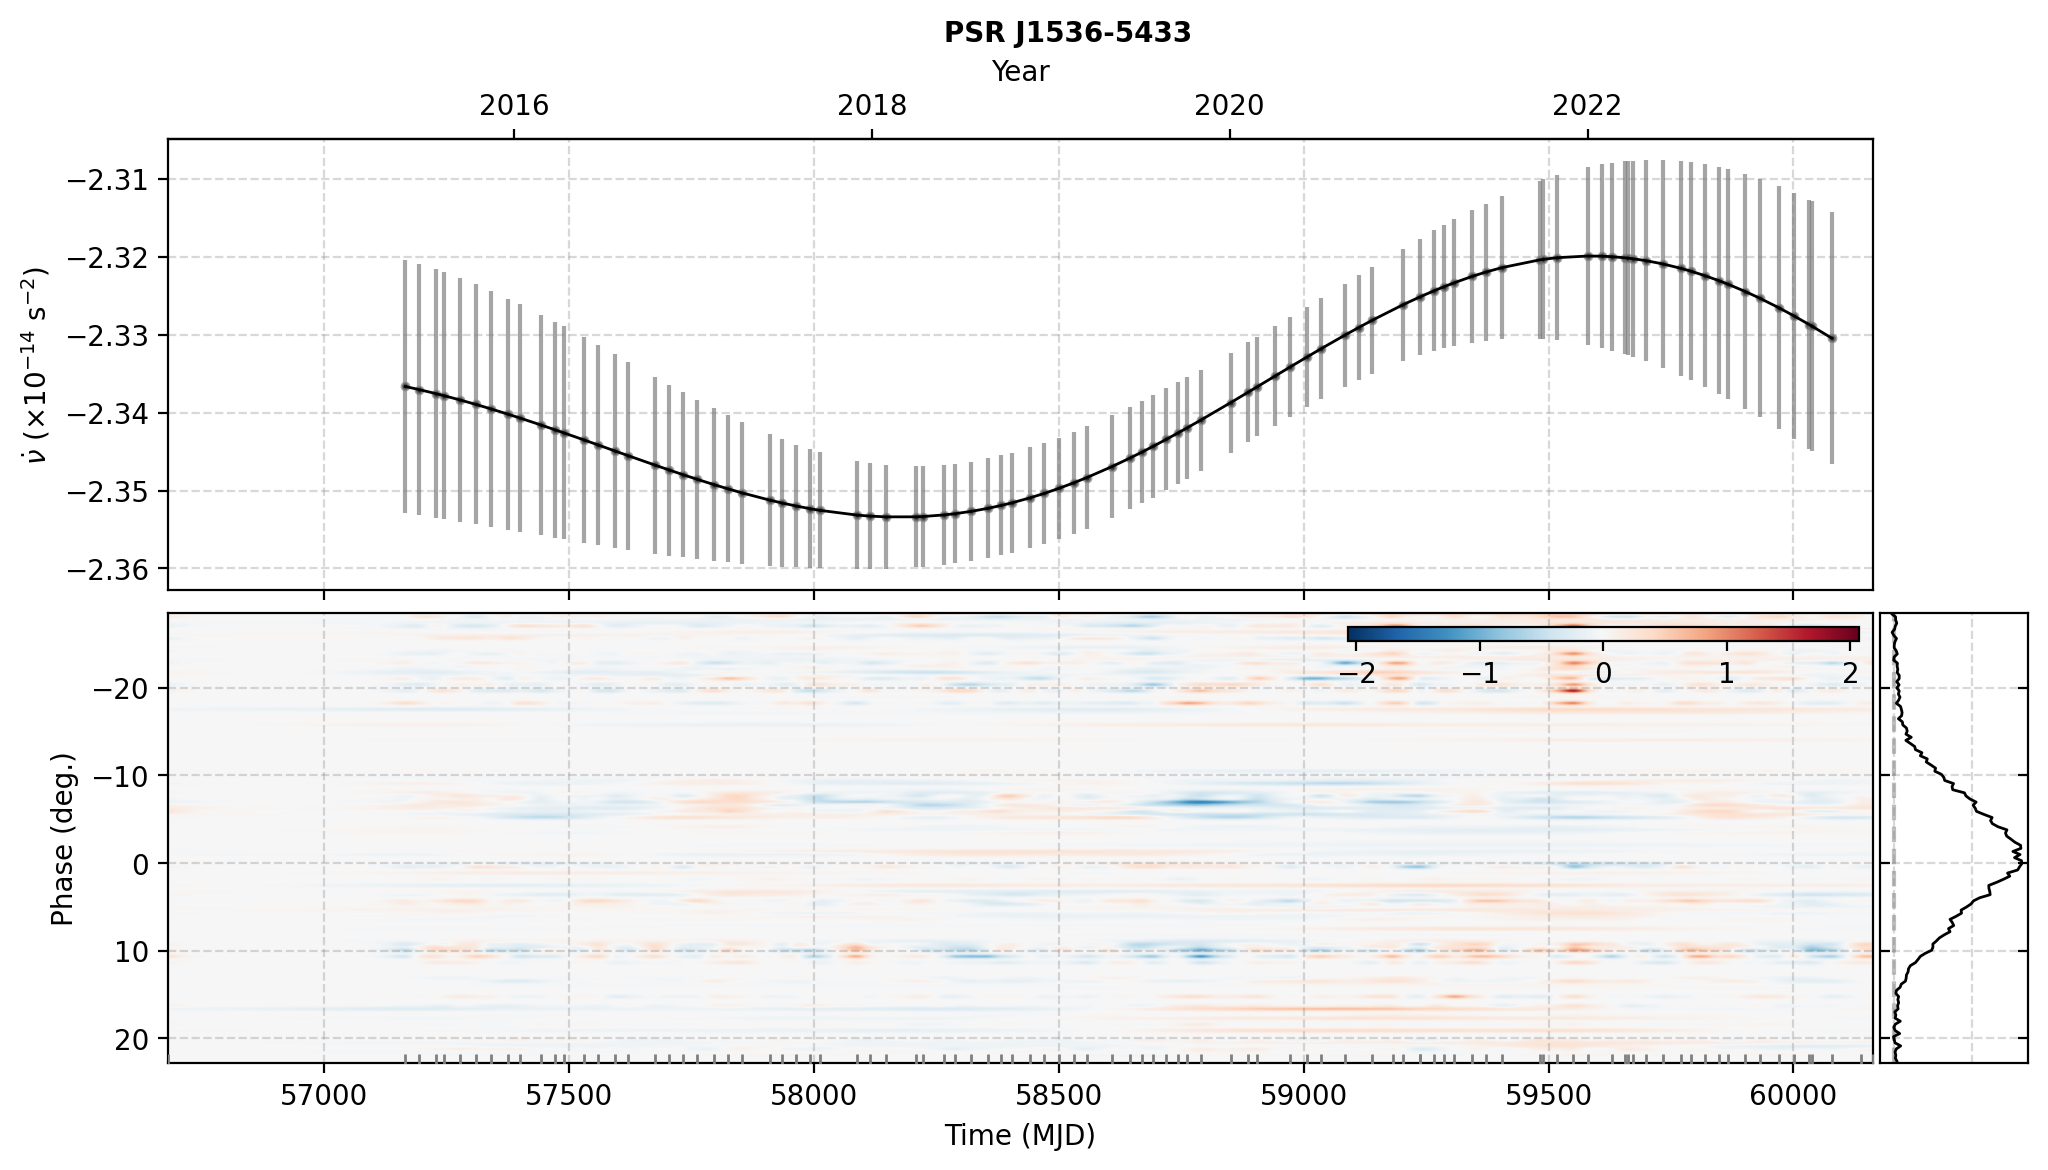 PSR J1536-5433
Year
2016 2018 2020 2022
−2.31
−2.32
−2.33
−2.34
−2.35
−2.36
ν̇ (×10⁻¹⁴ s⁻²)
−2 −1 0 1 2
−20
−10
0
10
20
Phase (deg.)
57000 57500 58000 58500 59000 59500 60000
Time (MJD)